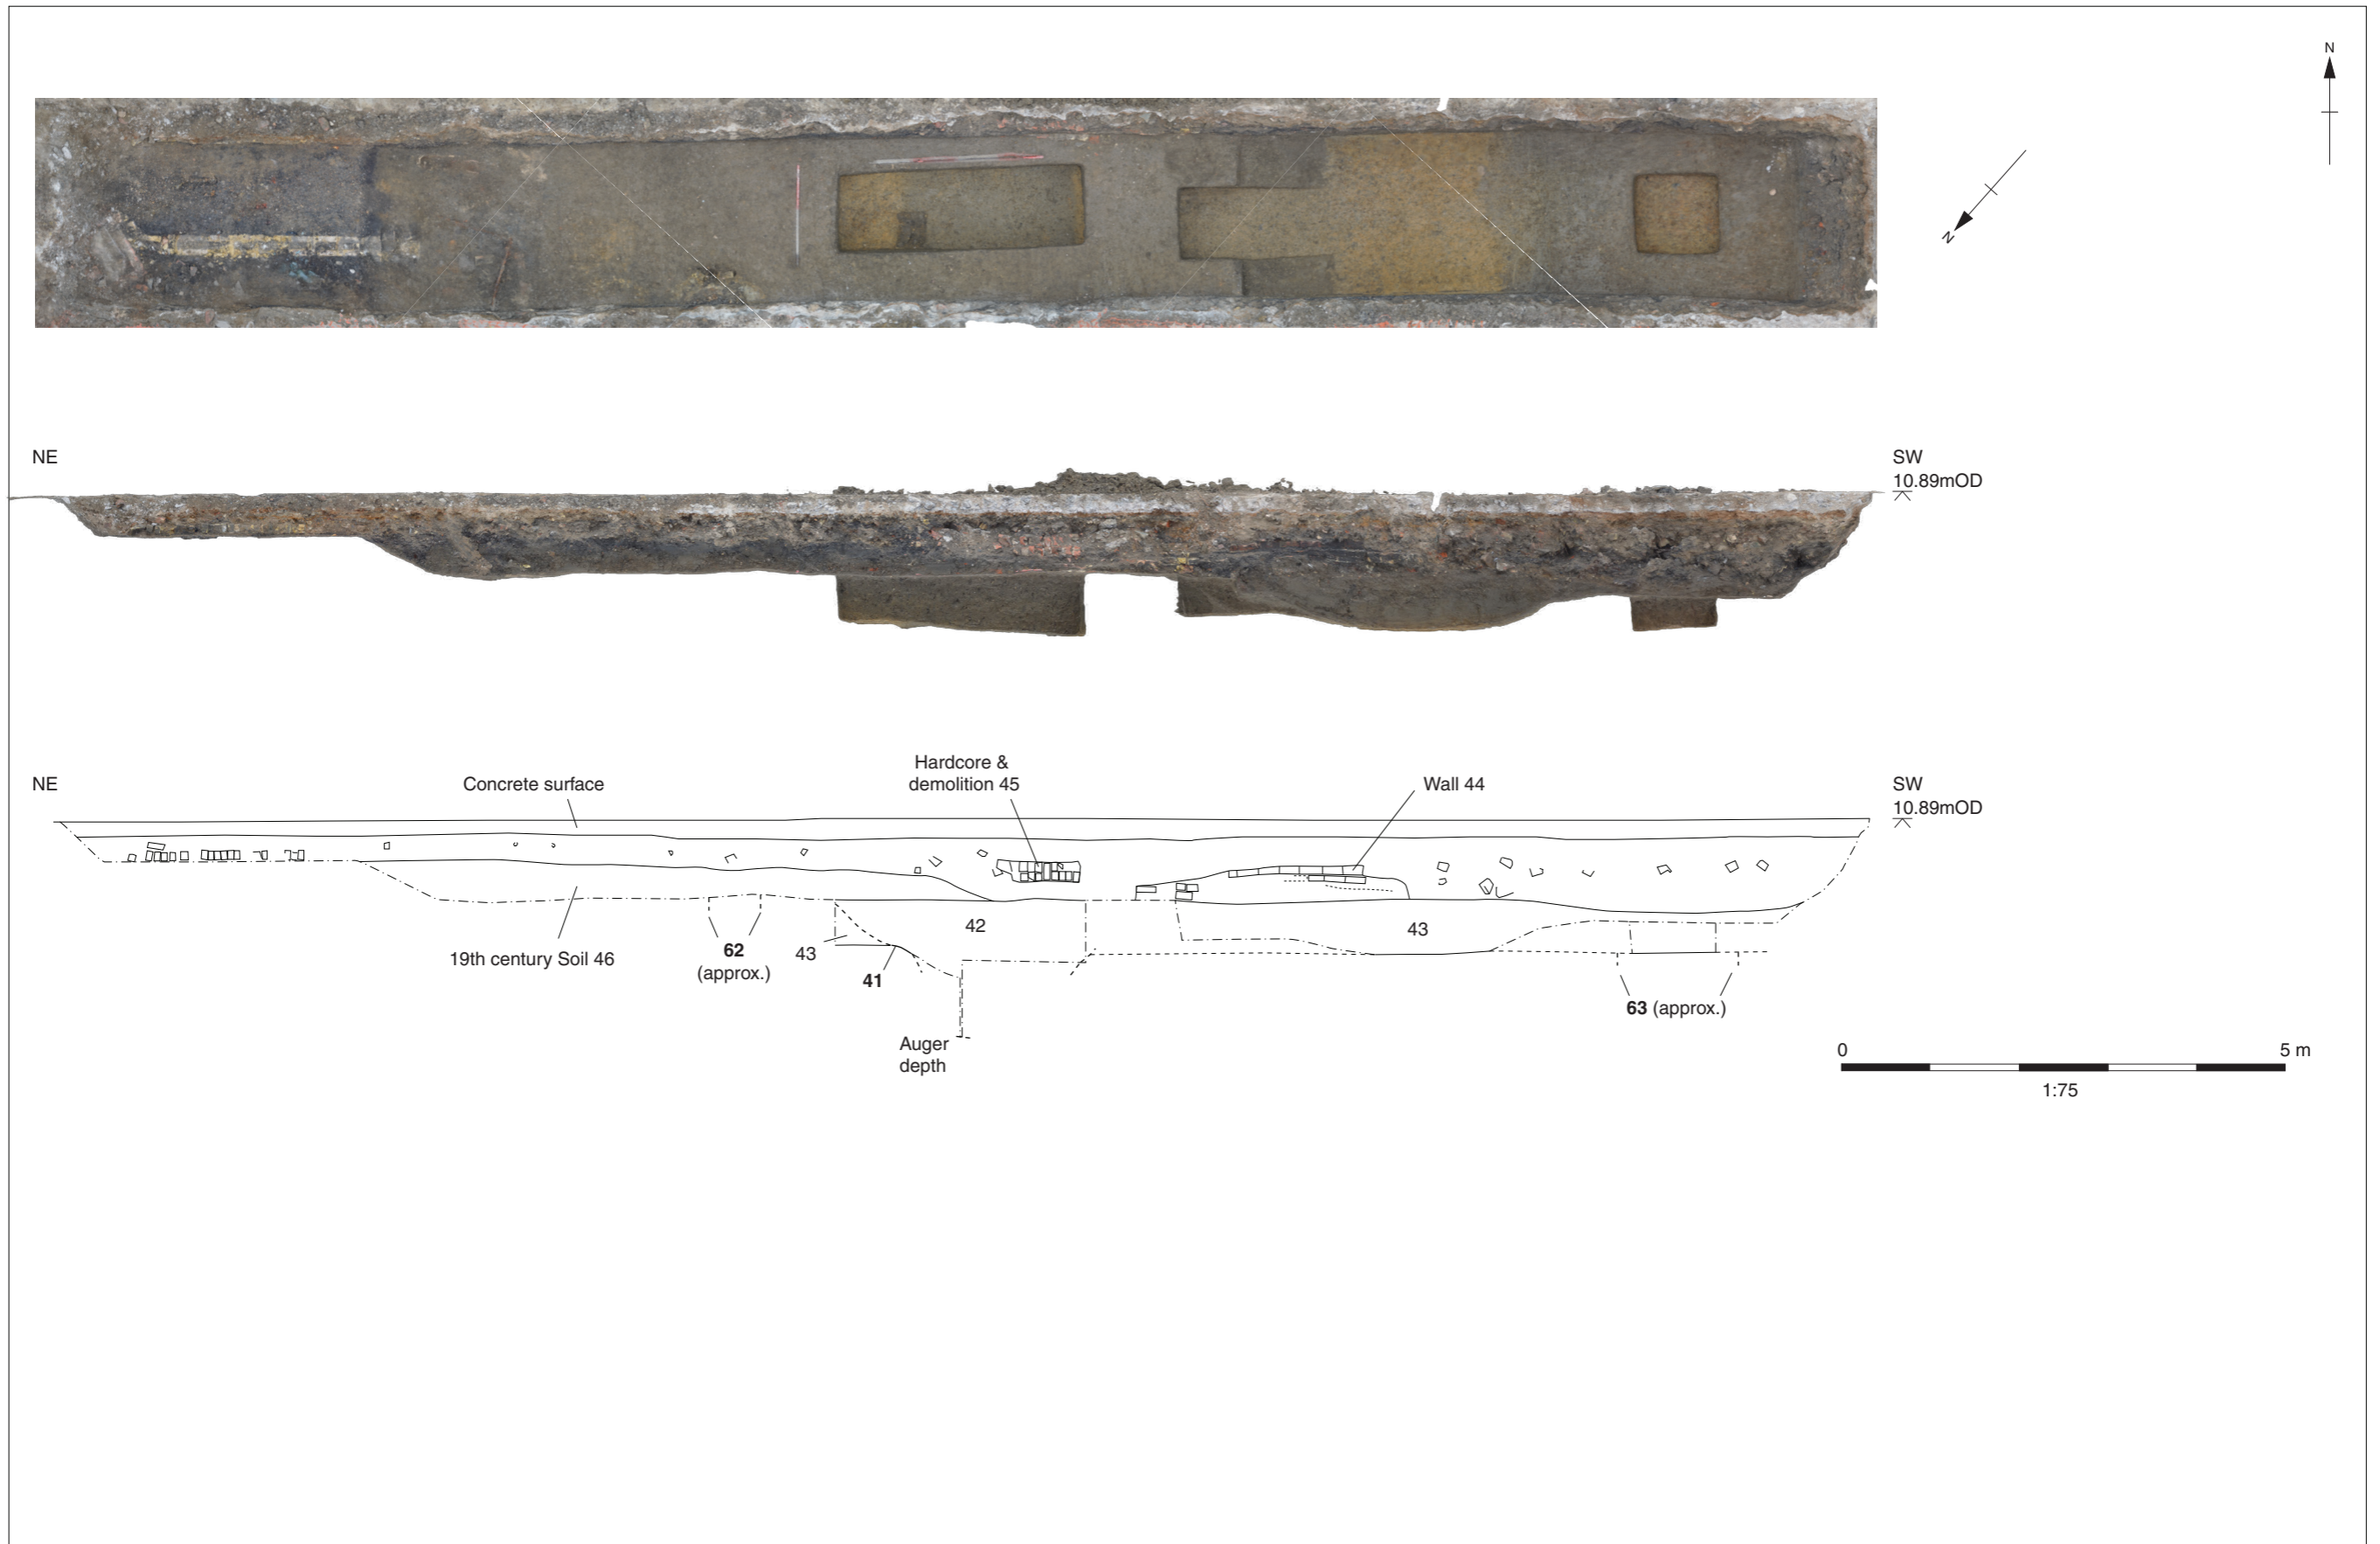 N
N
NE
SW
10.89mOD
Hardcore &
demolition 45
Concrete surface
Wall 44
NE
SW
10.89mOD
42
43
62
(approx.)
43
19th century Soil 46
41
63 (approx.)
Auger
depth
0
5 m
1:75